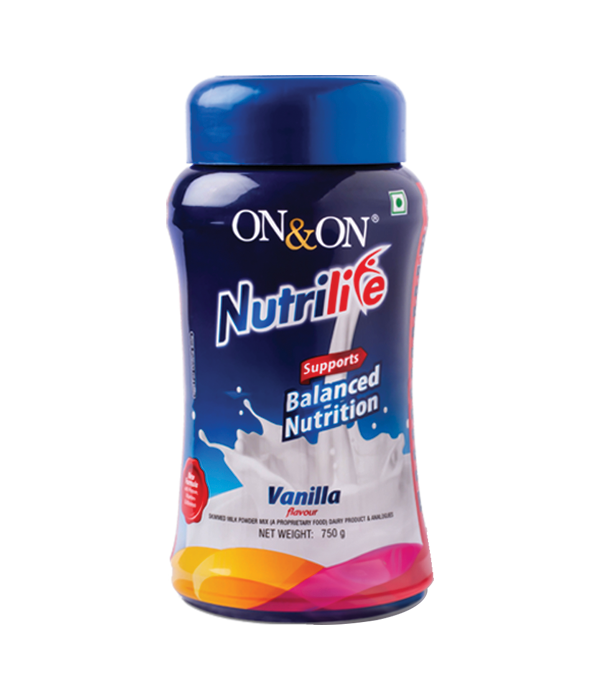 ON&ON®
Nutrilife
Supports
Balanced
Nutrition
Vanilla
flavour
SKIMMED MILK POWDER MIX (A PROPRIETARY FOOD) DAIRY PRODUCT & ANALOGUES
NET WEIGHT: 750 g